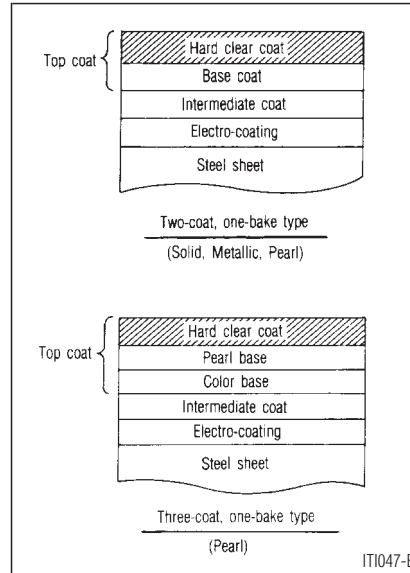 Hard clear coat
Top coat
Base coat
Intermediate coat
Electro-coating
Steel sheet
Two-coat, one-bake type
(Solid, Metallic, Pearl)
Hard clear coat
Top coat
Pearl base
Color base
Intermediate coat
Electro-coating
Steel sheet
Three-coat, one-bake type
(Pearl)
ITI047-E